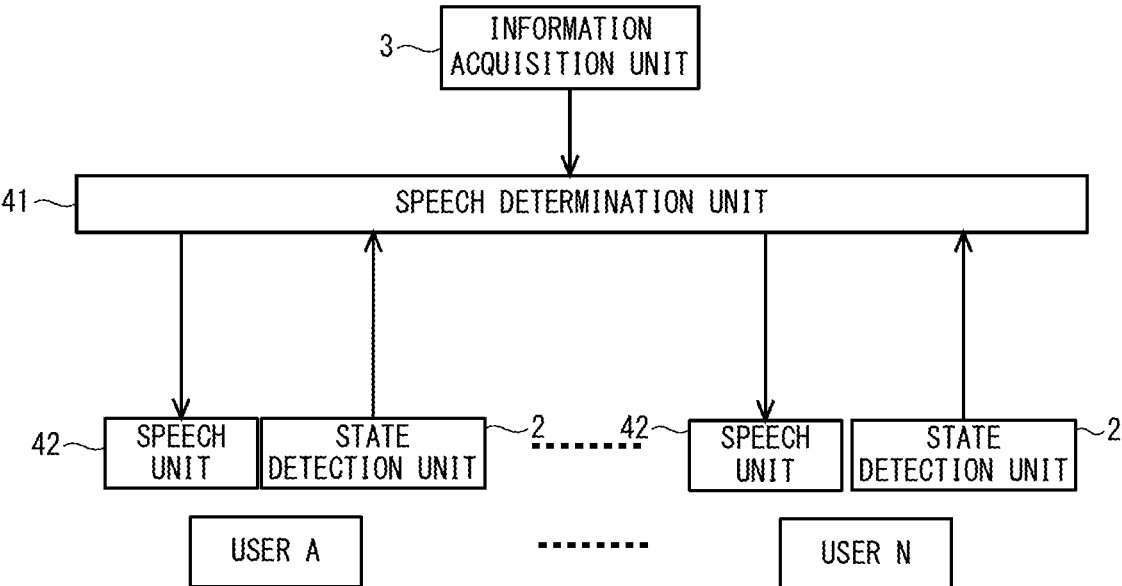 INFORMATION
ACQUISITION UNIT
3
41
SPEECH DETERMINATION UNIT
42
SPEECH
UNIT
STATE
DETECTION UNIT
2
42
SPEECH
UNIT
STATE
DETECTION UNIT
2
USER A
USER N